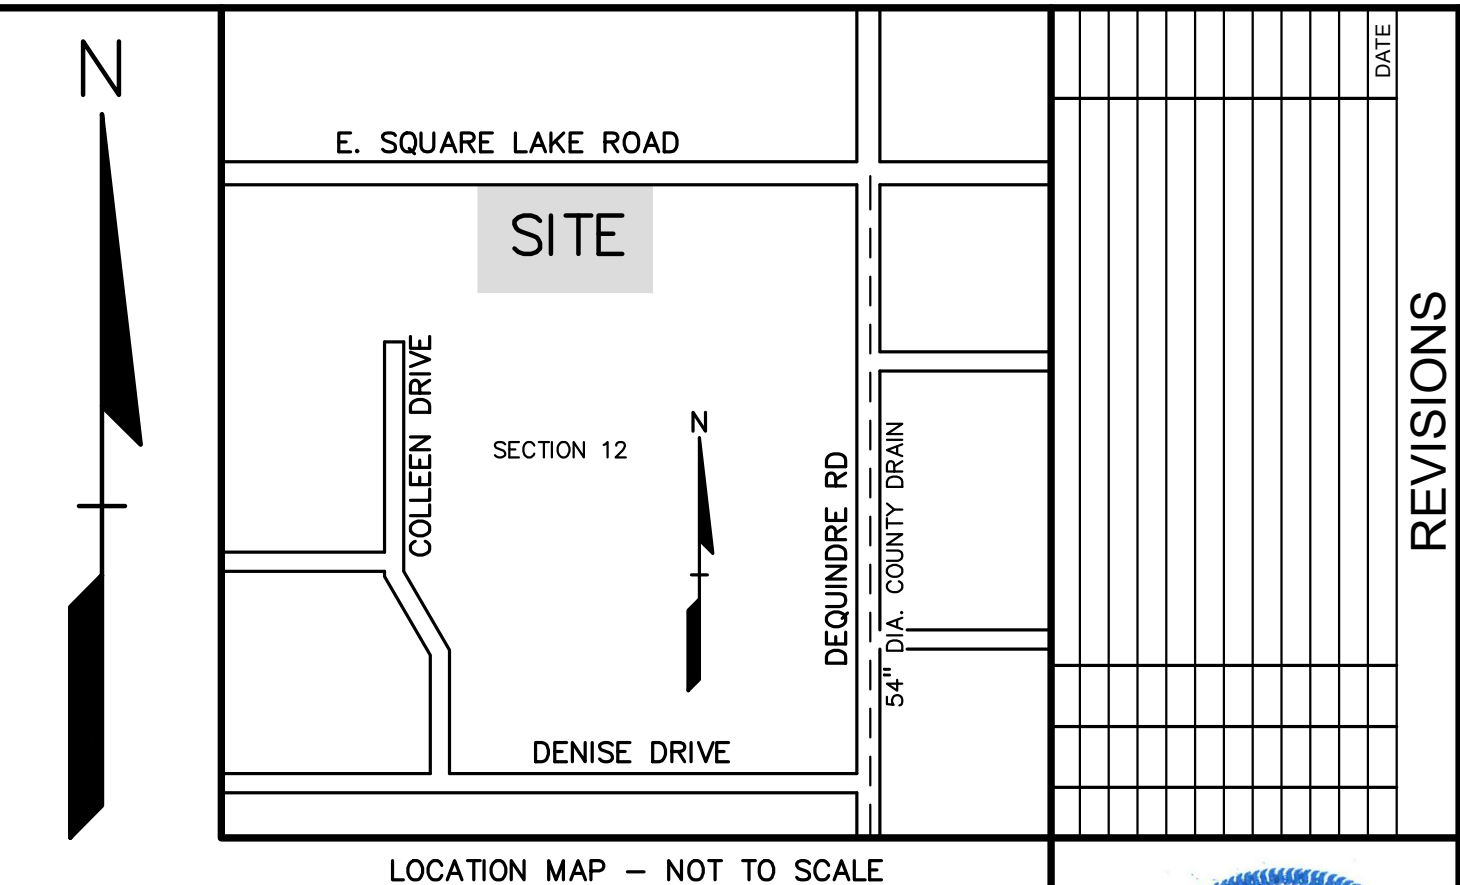 N
E. SQUARE LAKE ROAD
SITE
COLLEEN DRIVE
SECTION 12
N
DEQUINDRE RD
54" DIA. COUNTY DRAIN
DENISE DRIVE
LOCATION MAP – NOT TO SCALE
DATE
REVISIONS